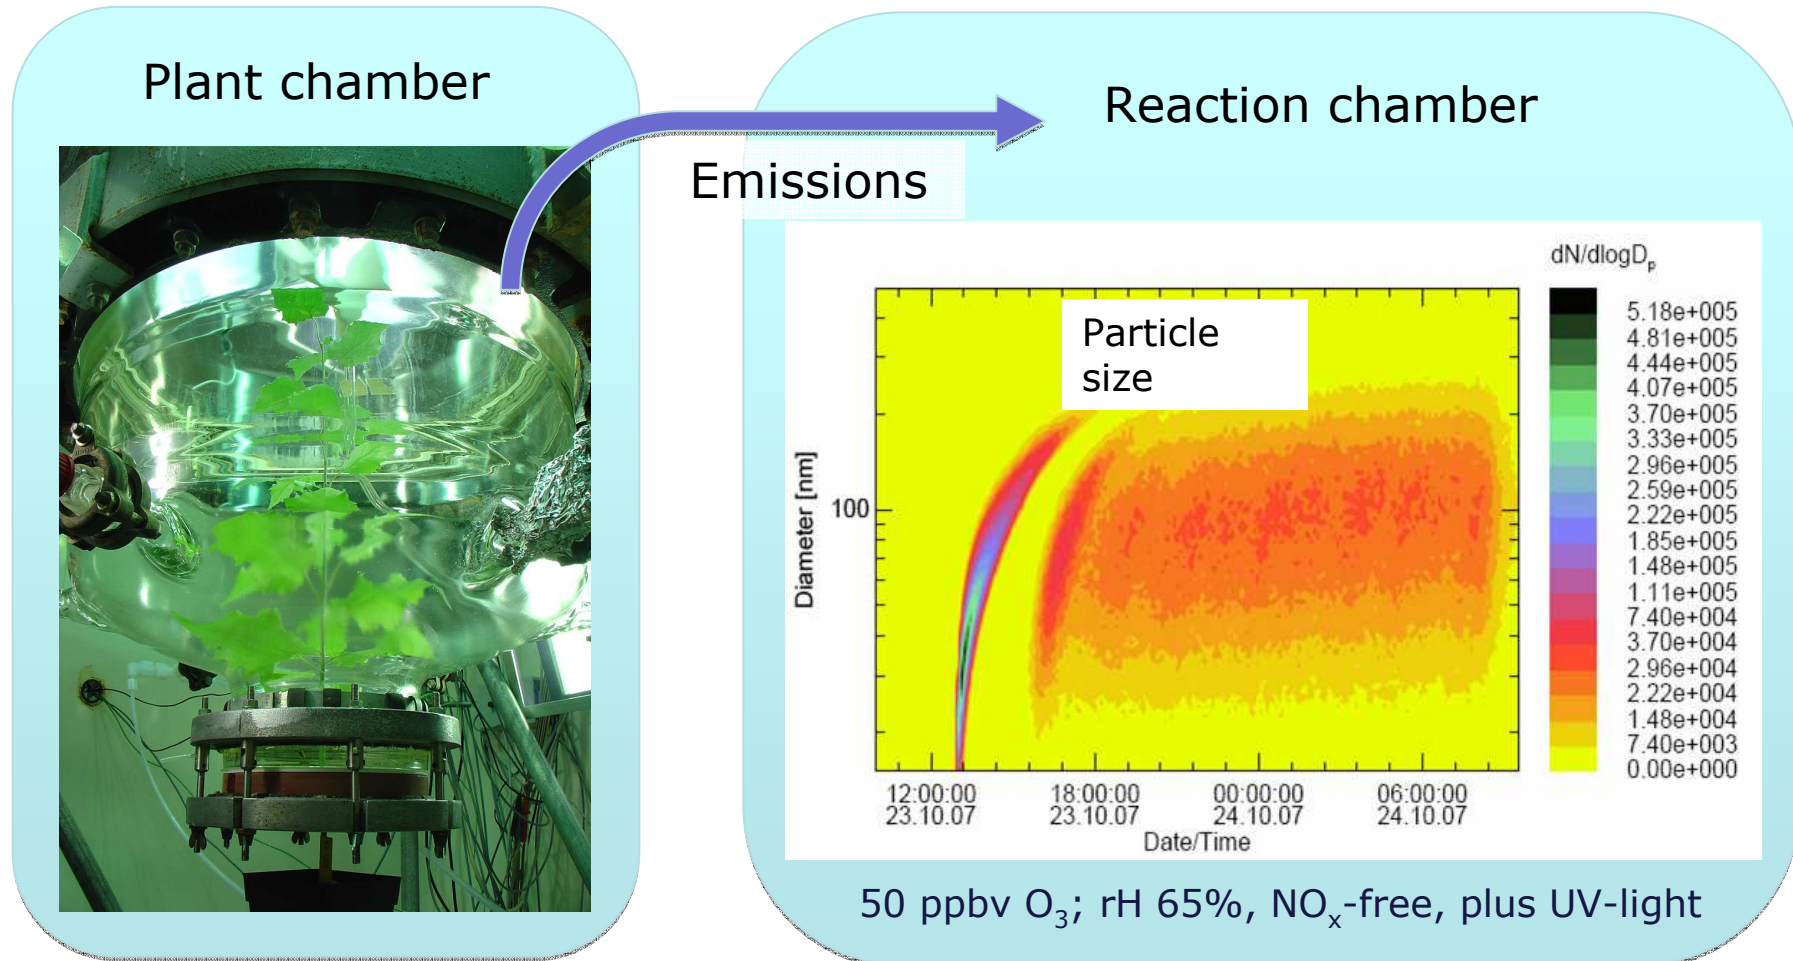 Plant chamber
Emissions
Reaction chamber
dN/dlogDp
Particle
size
5.18e+005
4.81e+005
4.44e+005
4.07e+005
3.70e+005
3.33e+005
2.96e+005
2.59e+005
2.22e+005
1.85e+005
1.48e+005
1.11e+005
7.40e+004
3.70e+004
2.96e+004
2.22e+004
1.48e+004
7.40e+003
0.00e+000
Diameter [nm]
100
12:00:00 18:00:00 00:00:00 06:00:00
23.10.07 23.10.07 24.10.07 24.10.07
Date/Time
50 ppbv O₃; rH 65%, NOₓ-free, plus UV-light